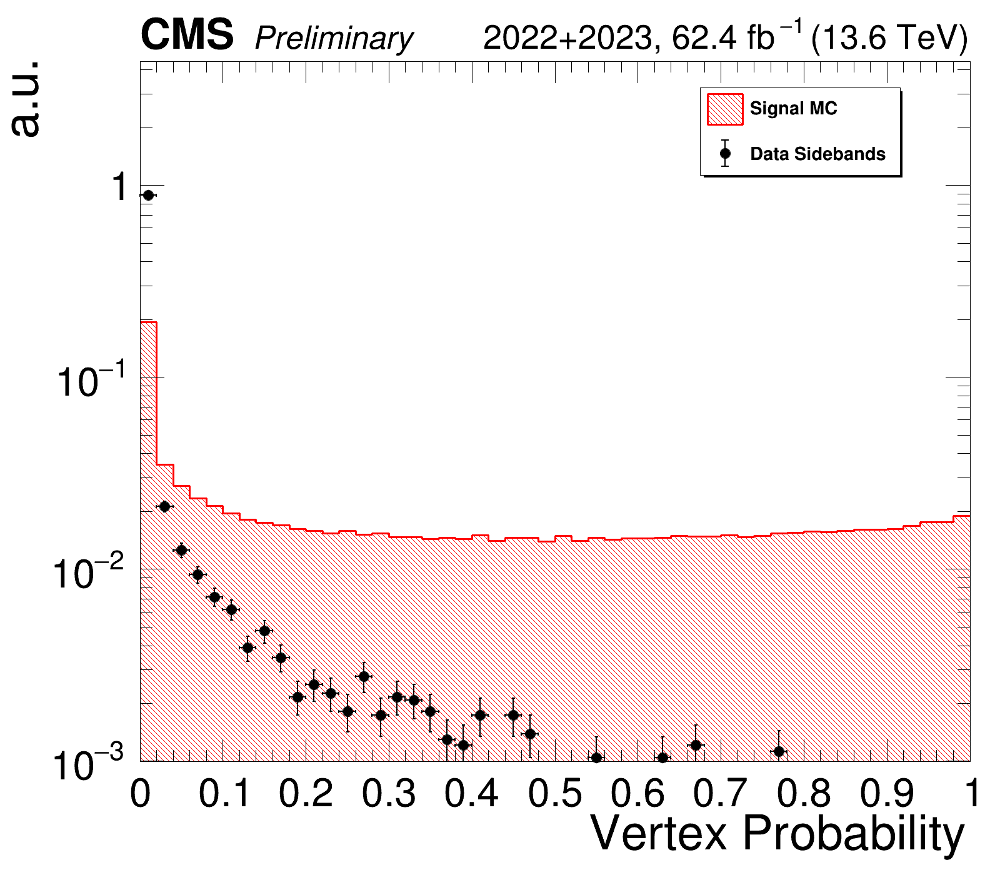 CMS Preliminary 2022+2023, 62.4 fb⁻¹ (13.6 TeV)
a.u.
Signal MC
Data Sidebands
1
10⁻¹
10⁻²
10⁻³
0 0.1 0.2 0.3 0.4 0.5 0.6 0.7 0.8 0.9 1
Vertex Probability